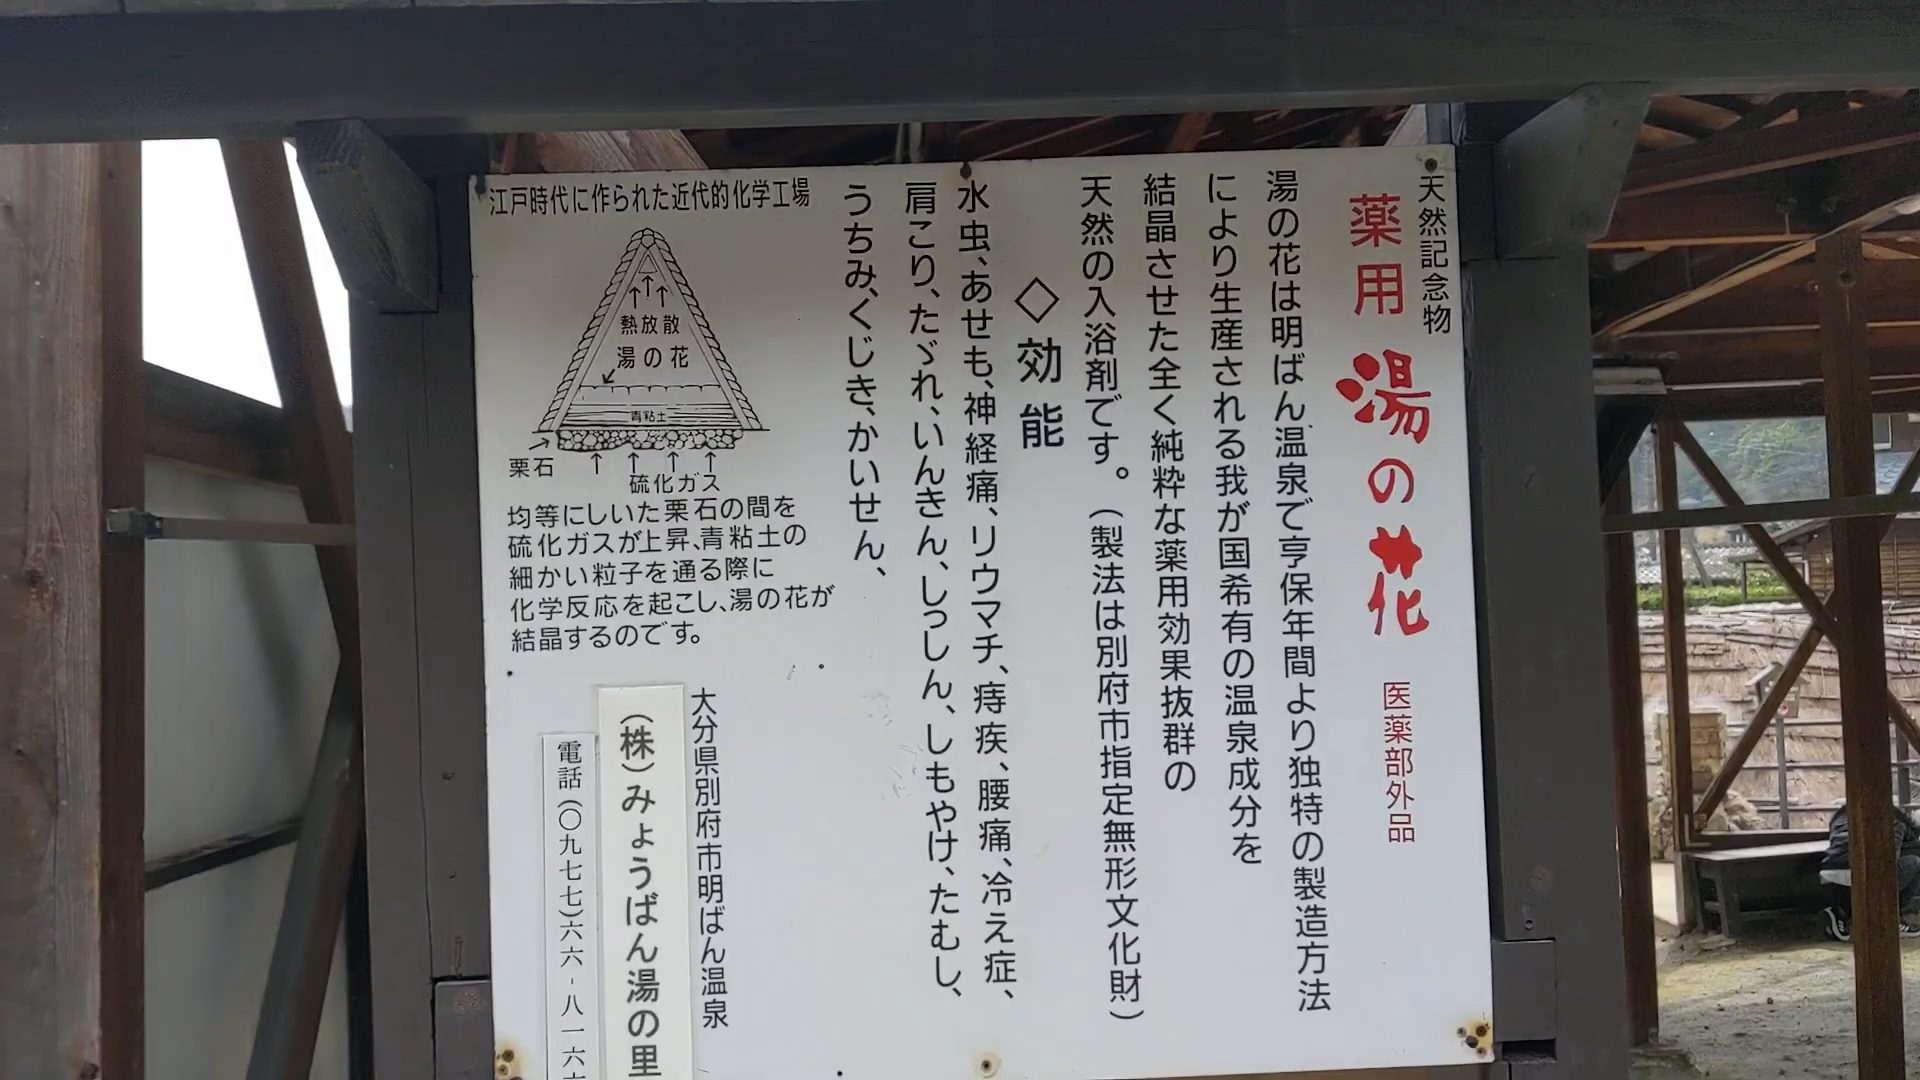 天然記念物
薬用 湯の花 医薬部外品
湯の花は明ばん温泉で亨保年間より独特の製造方法
により生産される我が国希有の温泉成分を
結晶させた全く純粋な薬用効果抜群の
天然の入浴剤です。(製法は別府市指定無形文化財)
◇効能
水虫、あせも、神経痛、リウマチ、痔疾、腰痛、冷え症、
肩こり、たゞれ、いんきん、しっしん、しもやけ、たむし、
うちみ、くじき、かいせん、
江戸時代に作られた近代的化学工場
熱放散
湯の花
青粘土
栗石
硫化ガス
均等にしいた栗石の間を
硫化ガスが上昇、青粘土の
細かい粒子を通る際に
化学反応を起こし、湯の花が
結晶するのです。
大分県別府市明ばん温泉
(株)みょうばん湯の里
電話(〇九七七)六六-八一六六